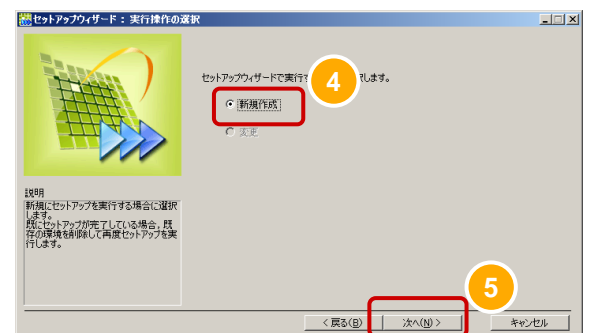 セットアップウィザード : 実行操作の選択
セットアップウィザードで実行す 4 択します。
新規作成
変更
説明
新規にセットアップを実行する場合に選択
します。
既にセットアップが完了している場合，既
存の環境を削除して再度セットアップを実
行します。
5
< 戻る(B)
次へ(N) >
キャンセル